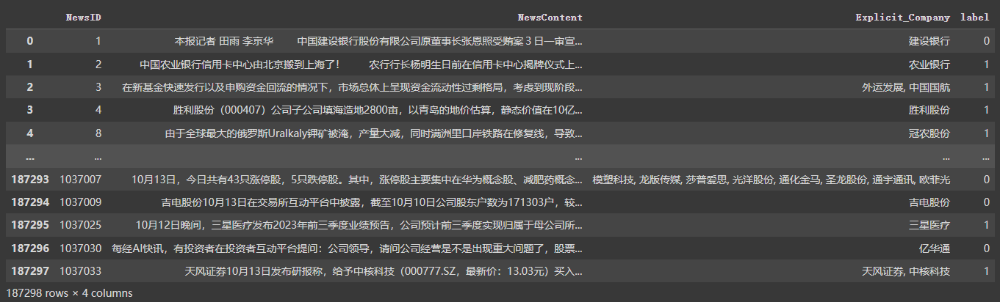 NewsID NewsContent Explicit_Company label
0 1 本报记者 田雨 李京华 中国建设银行股份有限公司原董事长张恩照受贿案３日一审宣... 建设银行 0
1 2 中国农业银行信用卡中心由北京搬到上海了！ 农行行长杨明生日前在信用卡中心揭牌仪式上... 农业银行 1
2 3 在新基金快速发行以及申购资金回流的情况下，市场总体上呈现资金流动性过剩格局，考虑到现阶段... 外运发展, 中国国航 1
3 4 胜利股份（000407）公司子公司填海造地2800亩，以青岛的地价估算，静态价值在10亿... 胜利股份 1
4 8 由于全球最大的俄罗斯Uralkaly钾矿被淹，产量大减，同时满洲里口岸铁路在修复线，导致... 冠农股份 1
... ... ... ... ...
187293 1037007 10月13日，今日共有43只涨停股，5只跌停股。其中，涨停股主要集中在华为概念股、减肥药概念... 模塑科技, 龙版传媒, 莎普爱思, 光洋股份, 通化金马, 圣龙股份, 通宇通讯, 欧菲光 0
187294 1037009 吉电股份10月13日在交易所互动平台中披露，截至10月10日公司股东户数为171303户，较... 吉电股份 0
187295 1037025 10月12日晚间，三星医疗发布2023年前三季度业绩预告，公司预计前三季度实现归属于母公司所... 三星医疗 1
187296 1037030 每经AI快讯，有投资者在投资者互动平台提问：公司领导，请问公司经营是不是出现重大问题了，股票... 亿华通 0
187297 1037033 天风证券10月13日发布研报称，给予中核科技（000777.SZ，最新价：13.03元）买入... 天风证券, 中核科技 1
187298 rows × 4 columns